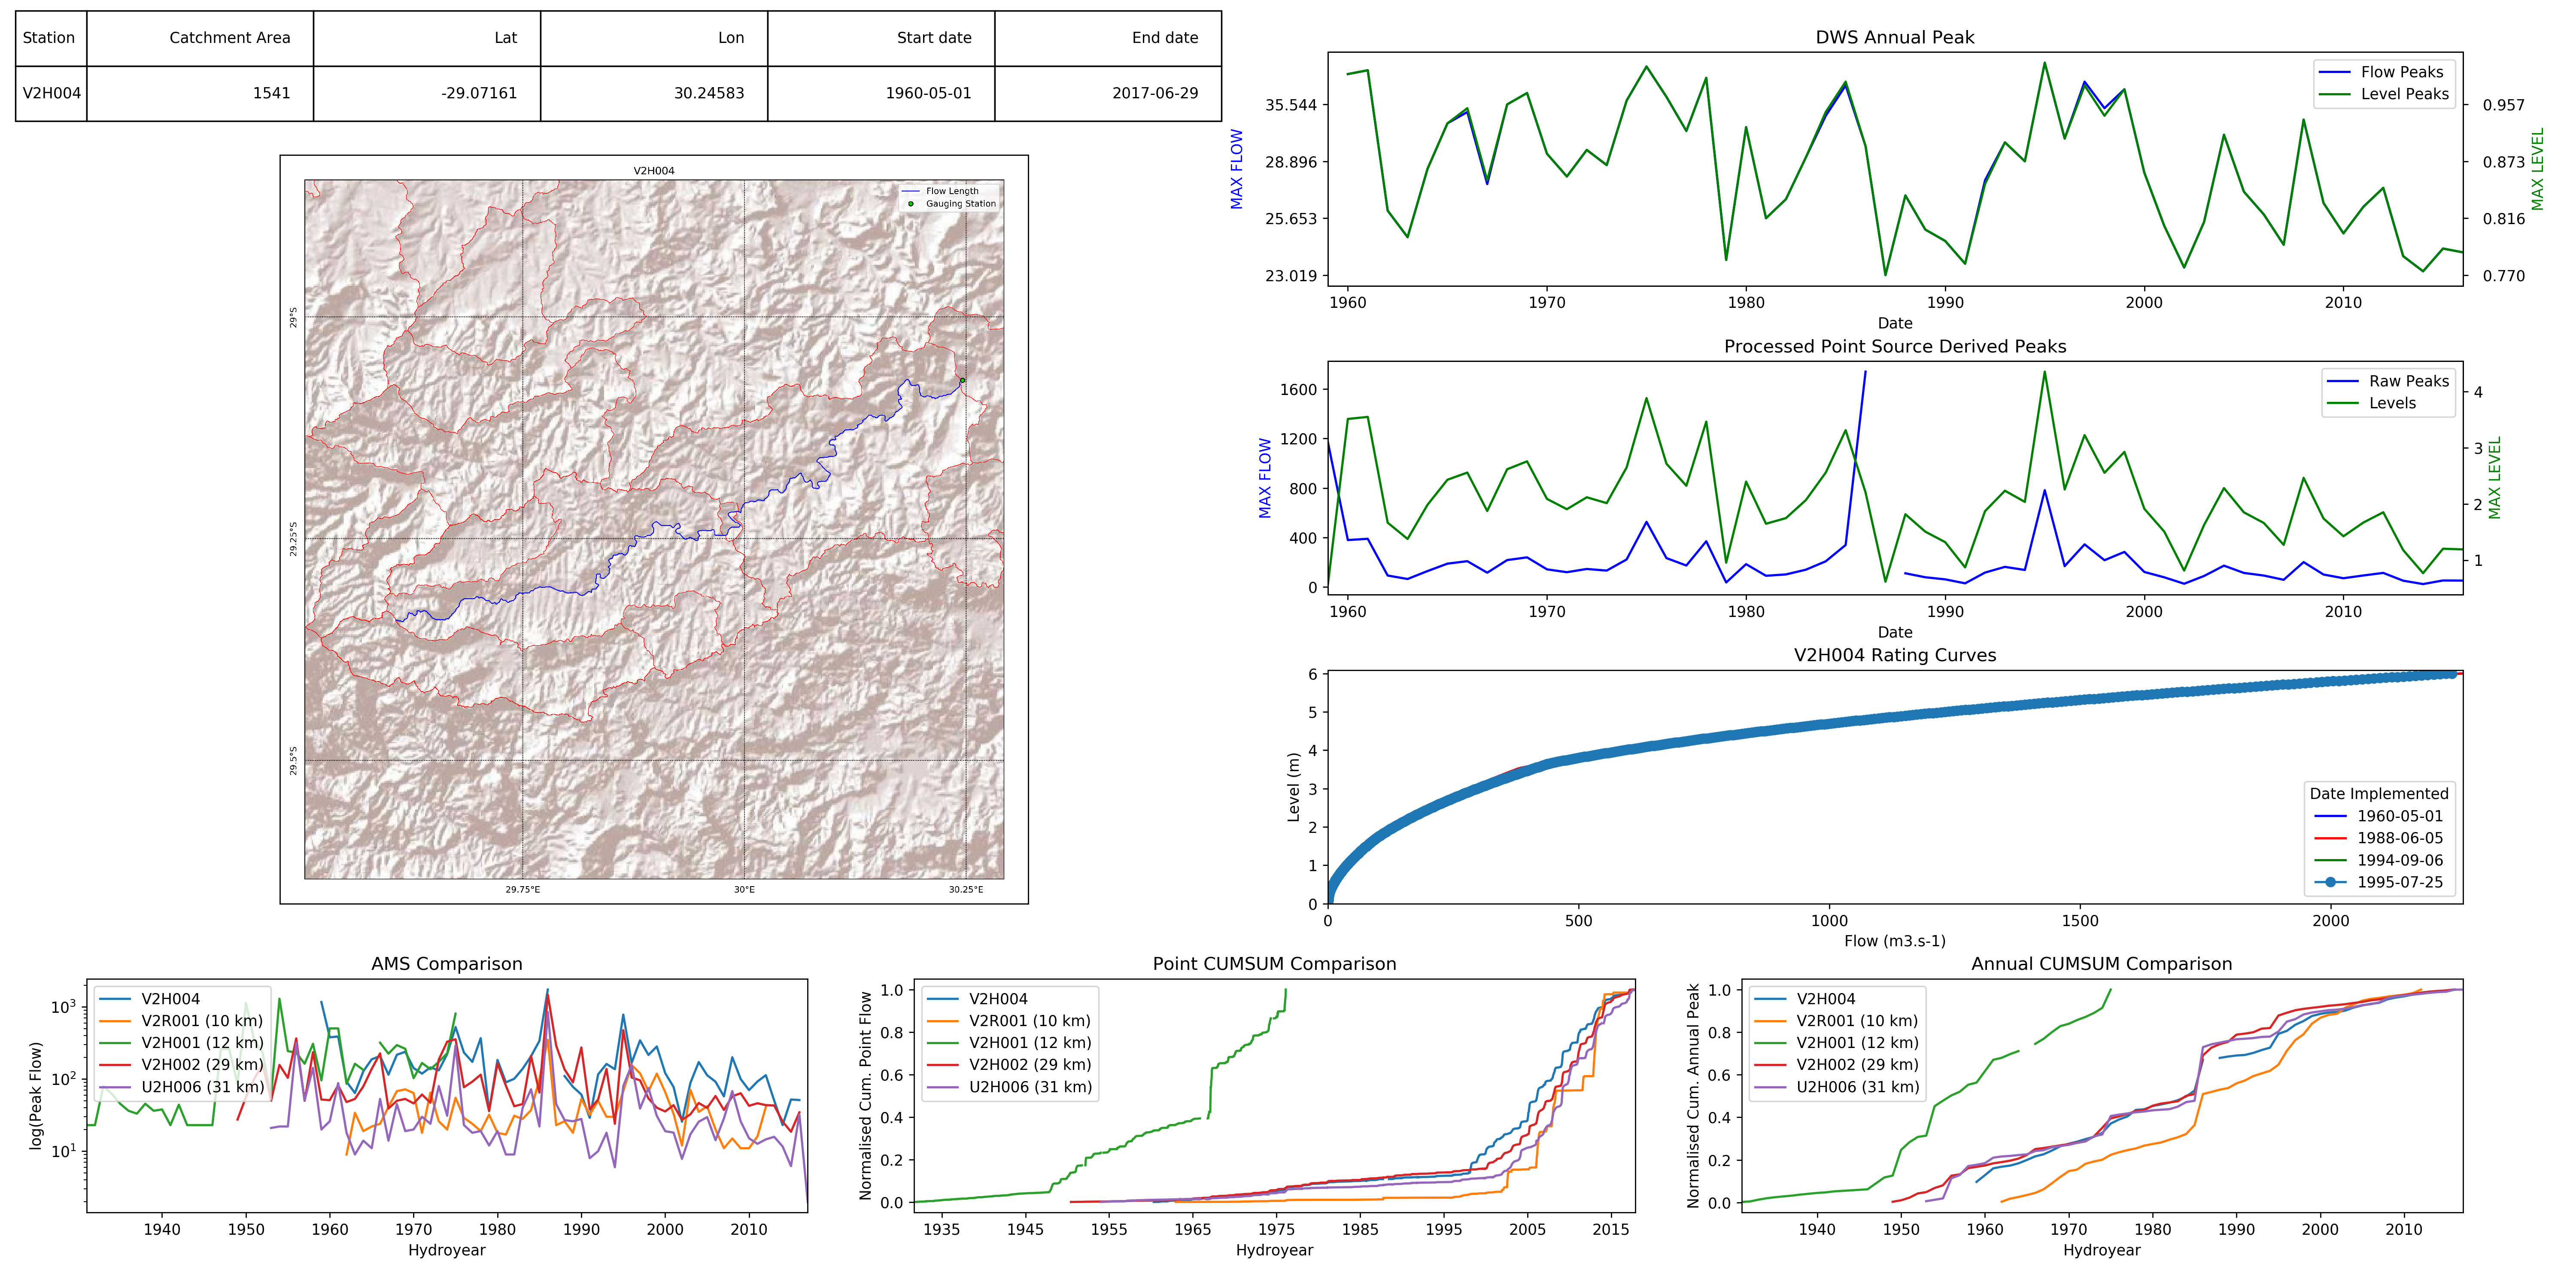 Station Catchment Area Lat Lon Start date End date
V2H004 1541 -29.07161 30.24583 1960-05-01 2017-06-29
V2H004
Flow Length
Gauging Station
29°S
29.25°S
29.5°S
29.75°E 30°E 30.25°E
DWS Annual Peak
Flow Peaks
Level Peaks
MAX FLOW
35.544
28.896
25.653
23.019
0.957
0.873
0.816
0.770
MAX LEVEL
1960 1970 1980 1990 2000 2010
Date
Processed Point Source Derived Peaks
Raw Peaks
Levels
MAX FLOW
1600
1200
800
400
0
4
3
2
1
MAX LEVEL
1960 1970 1980 1990 2000 2010
Date
V2H004 Rating Curves
Level (m)
6
5
4
3
2
1
0
Date Implemented
1960-05-01
1988-06-05
1994-09-06
1995-07-25
0 500 1000 1500 2000
Flow (m3.s-1)
AMS Comparison
log(Peak Flow)
10³
10²
10¹
V2H004
V2R001 (10 km)
V2H001 (12 km)
V2H002 (29 km)
U2H006 (31 km)
1940 1950 1960 1970 1980 1990 2000 2010
Hydroyear
Point CUMSUM Comparison
Normalised Cum. Point Flow
1.0
0.8
0.6
0.4
0.2
0.0
V2H004
V2R001 (10 km)
V2H001 (12 km)
V2H002 (29 km)
U2H006 (31 km)
1935 1945 1955 1965 1975 1985 1995 2005 2015
Hydroyear
Annual CUMSUM Comparison
Normalised Cum. Annual Peak
1.0
0.8
0.6
0.4
0.2
0.0
V2H004
V2R001 (10 km)
V2H001 (12 km)
V2H002 (29 km)
U2H006 (31 km)
1940 1950 1960 1970 1980 1990 2000 2010
Hydroyear